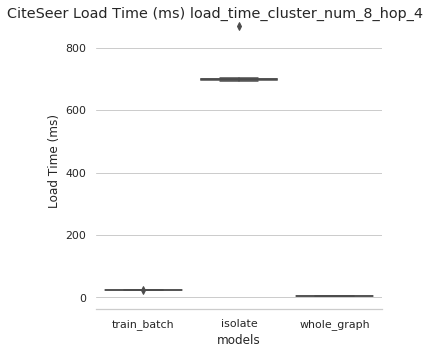 CiteSeer Load Time (ms) load_time_cluster_num_8_hop_4
800
600
400
200
0
Load Time (ms)
train_batch isolate whole_graph
models